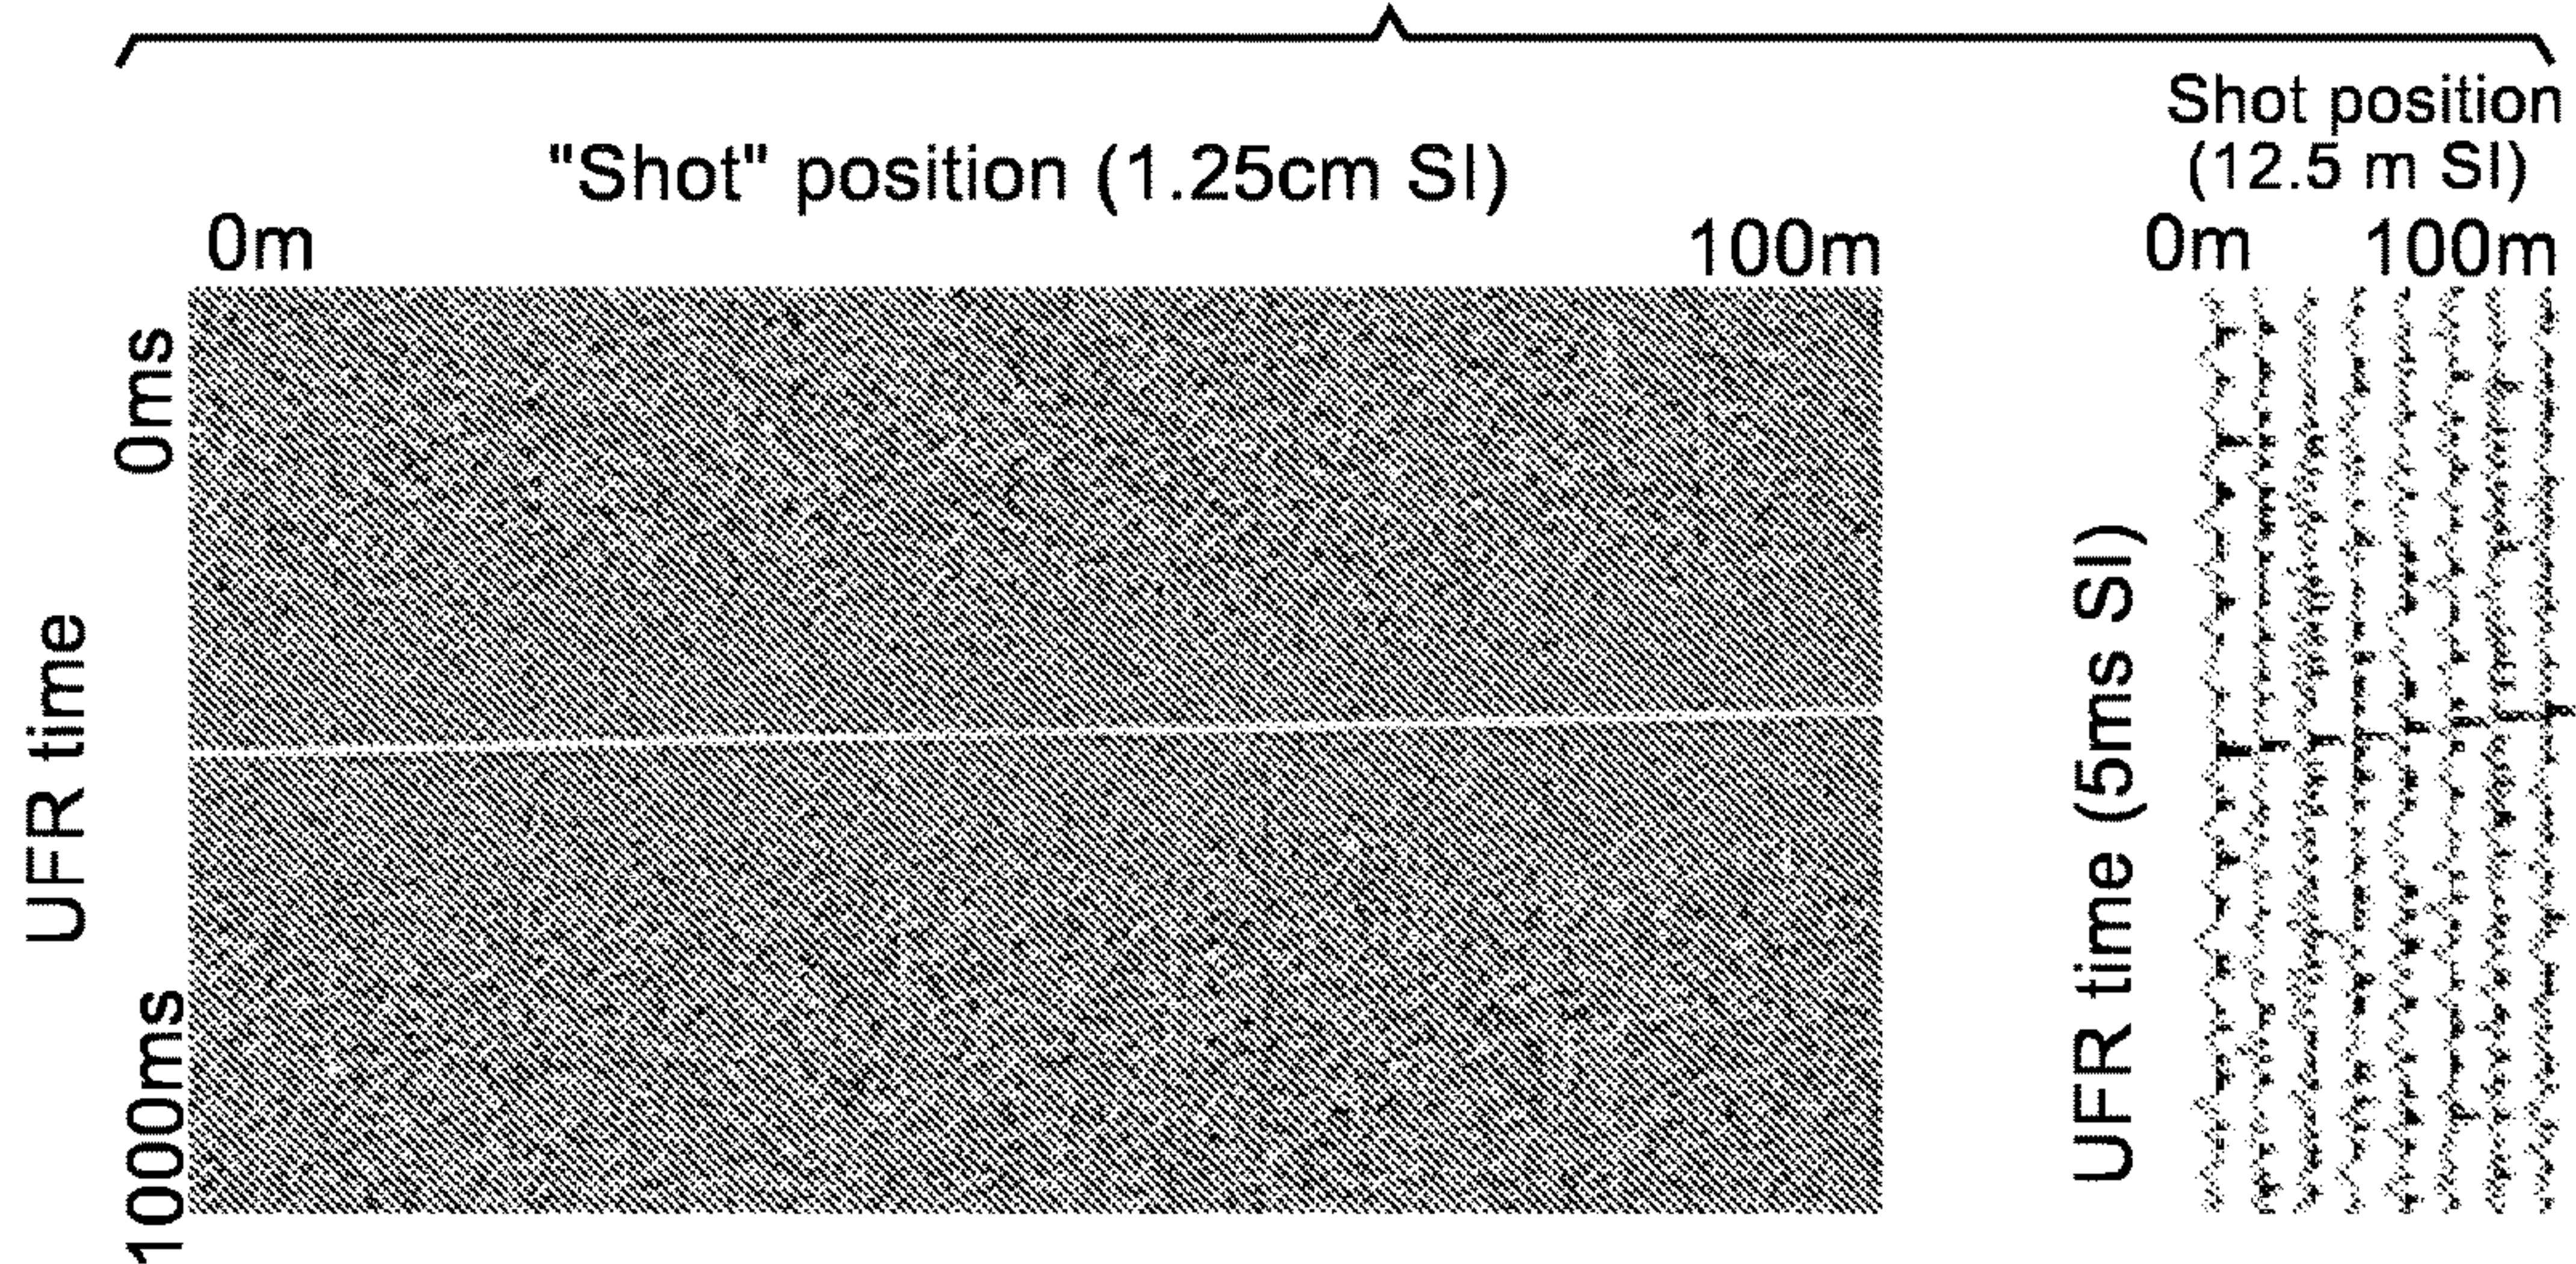 "Shot" position (1.25cm SI)
0m
100m
UFR time
0ms
1000ms
Shot position
(12.5 m SI)
0m
100m
UFR time (5ms SI)